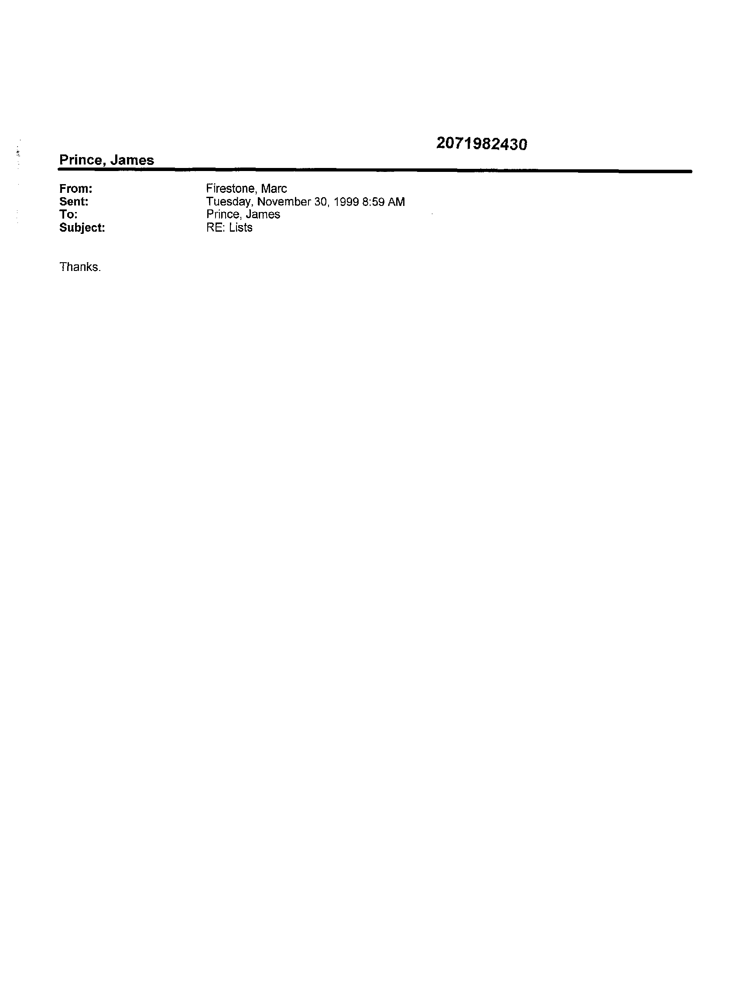 2071982430
Prince, James
From: Firestone, Marc
Sent: Tuesday, November 30, 1999 8:59 AM
To: Prince, James
Subject: RE: Lists
Thanks.